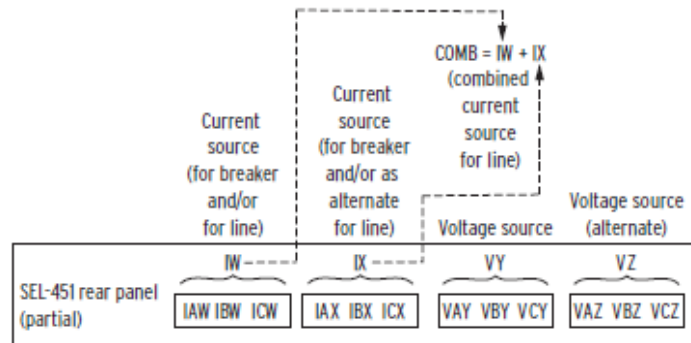 COMB = IW + IX
(combined
current
source
for line)
Current
source
(for breaker
and/or
for line)
Current
source
(for breaker
and/or as
alternate
for line)
Voltage source
Voltage source
(alternate)
IW
IX
VY
VZ
SEL-451 rear panel
(partial)
IAW IBW ICW
IAX IBX ICX
VAY VBY VCY
VAZ VBZ VCZ